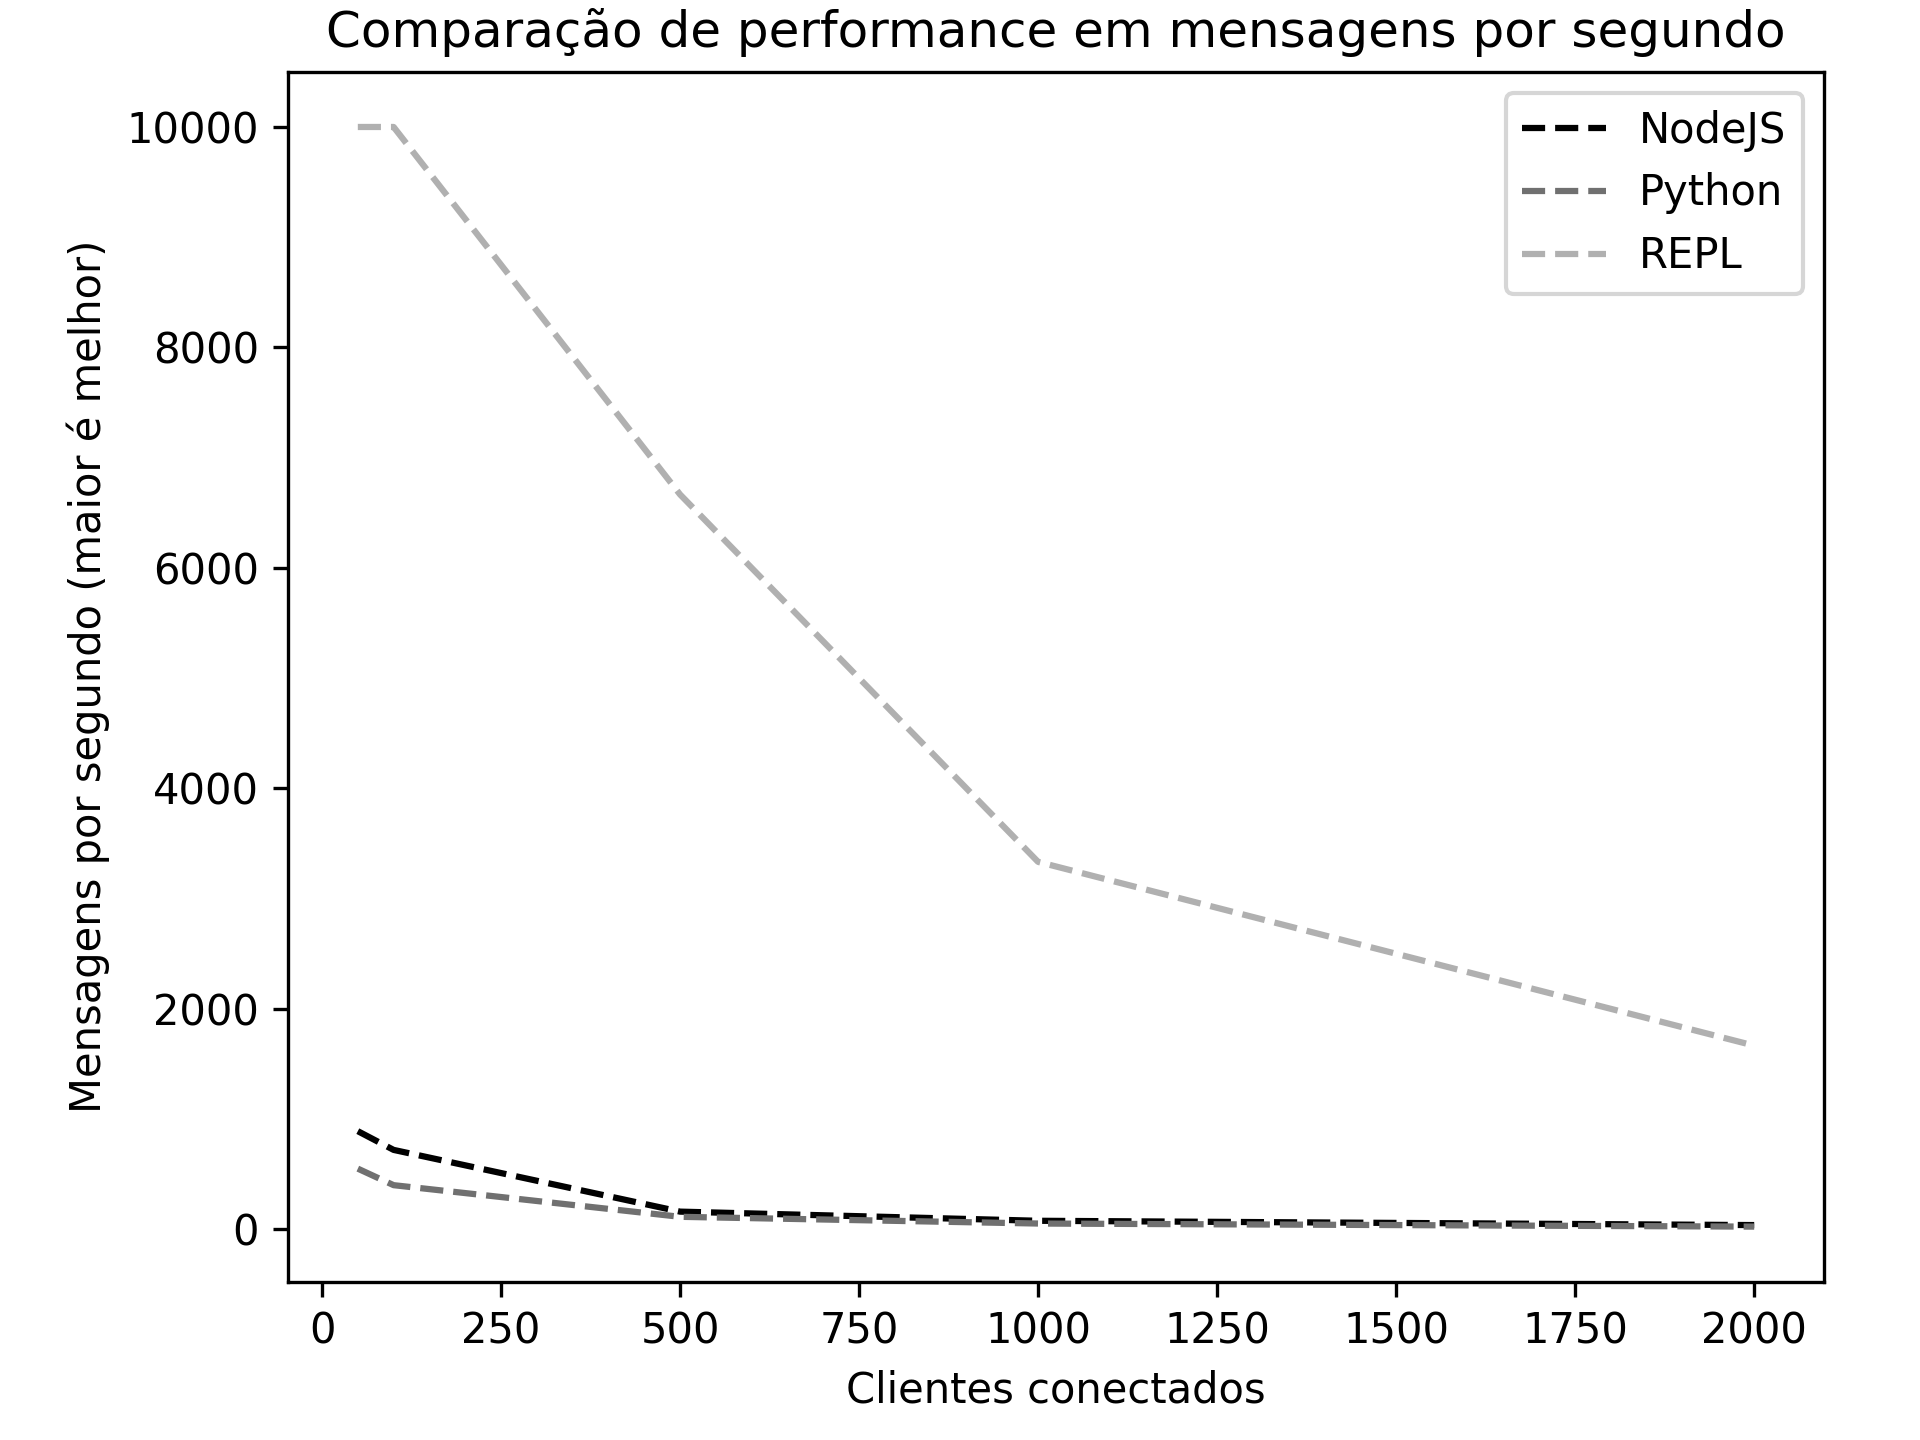 Comparação de performance em mensagens por segundo
Mensagens por segundo (maior é melhor)
10000
8000
6000
4000
2000
0
NodeJS
Python
REPL
0 250 500 750 1000 1250 1500 1750 2000
Clientes conectados